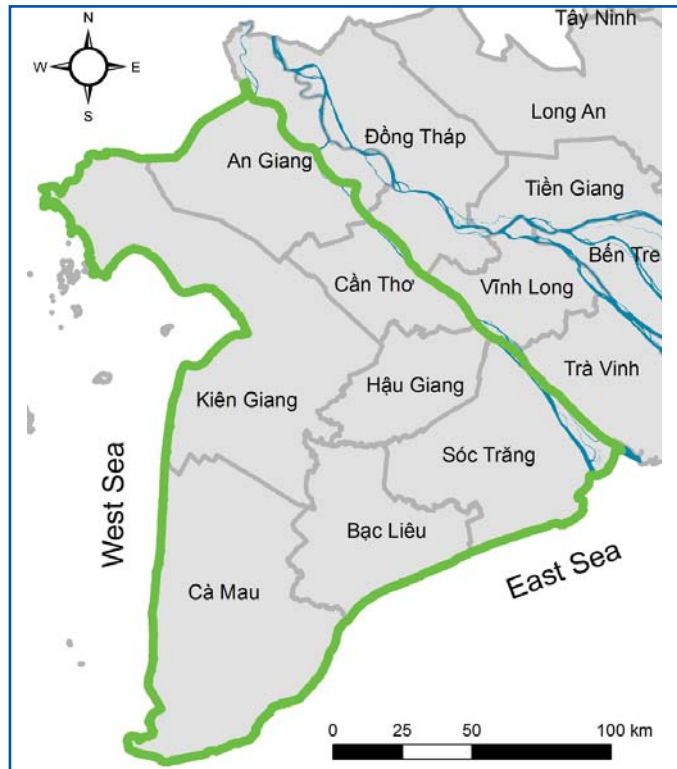 Tây Ninh
N
W
E
S
Long An
Đồng Tháp
An Giang
Tiền Giang
Bến Tre
Cần Thơ
Vĩnh Long
Trà Vinh
Hậu Giang
Kiên Giang
Sóc Trăng
West Sea
Bạc Liêu
East Sea
Cà Mau
0 25 50 100 km